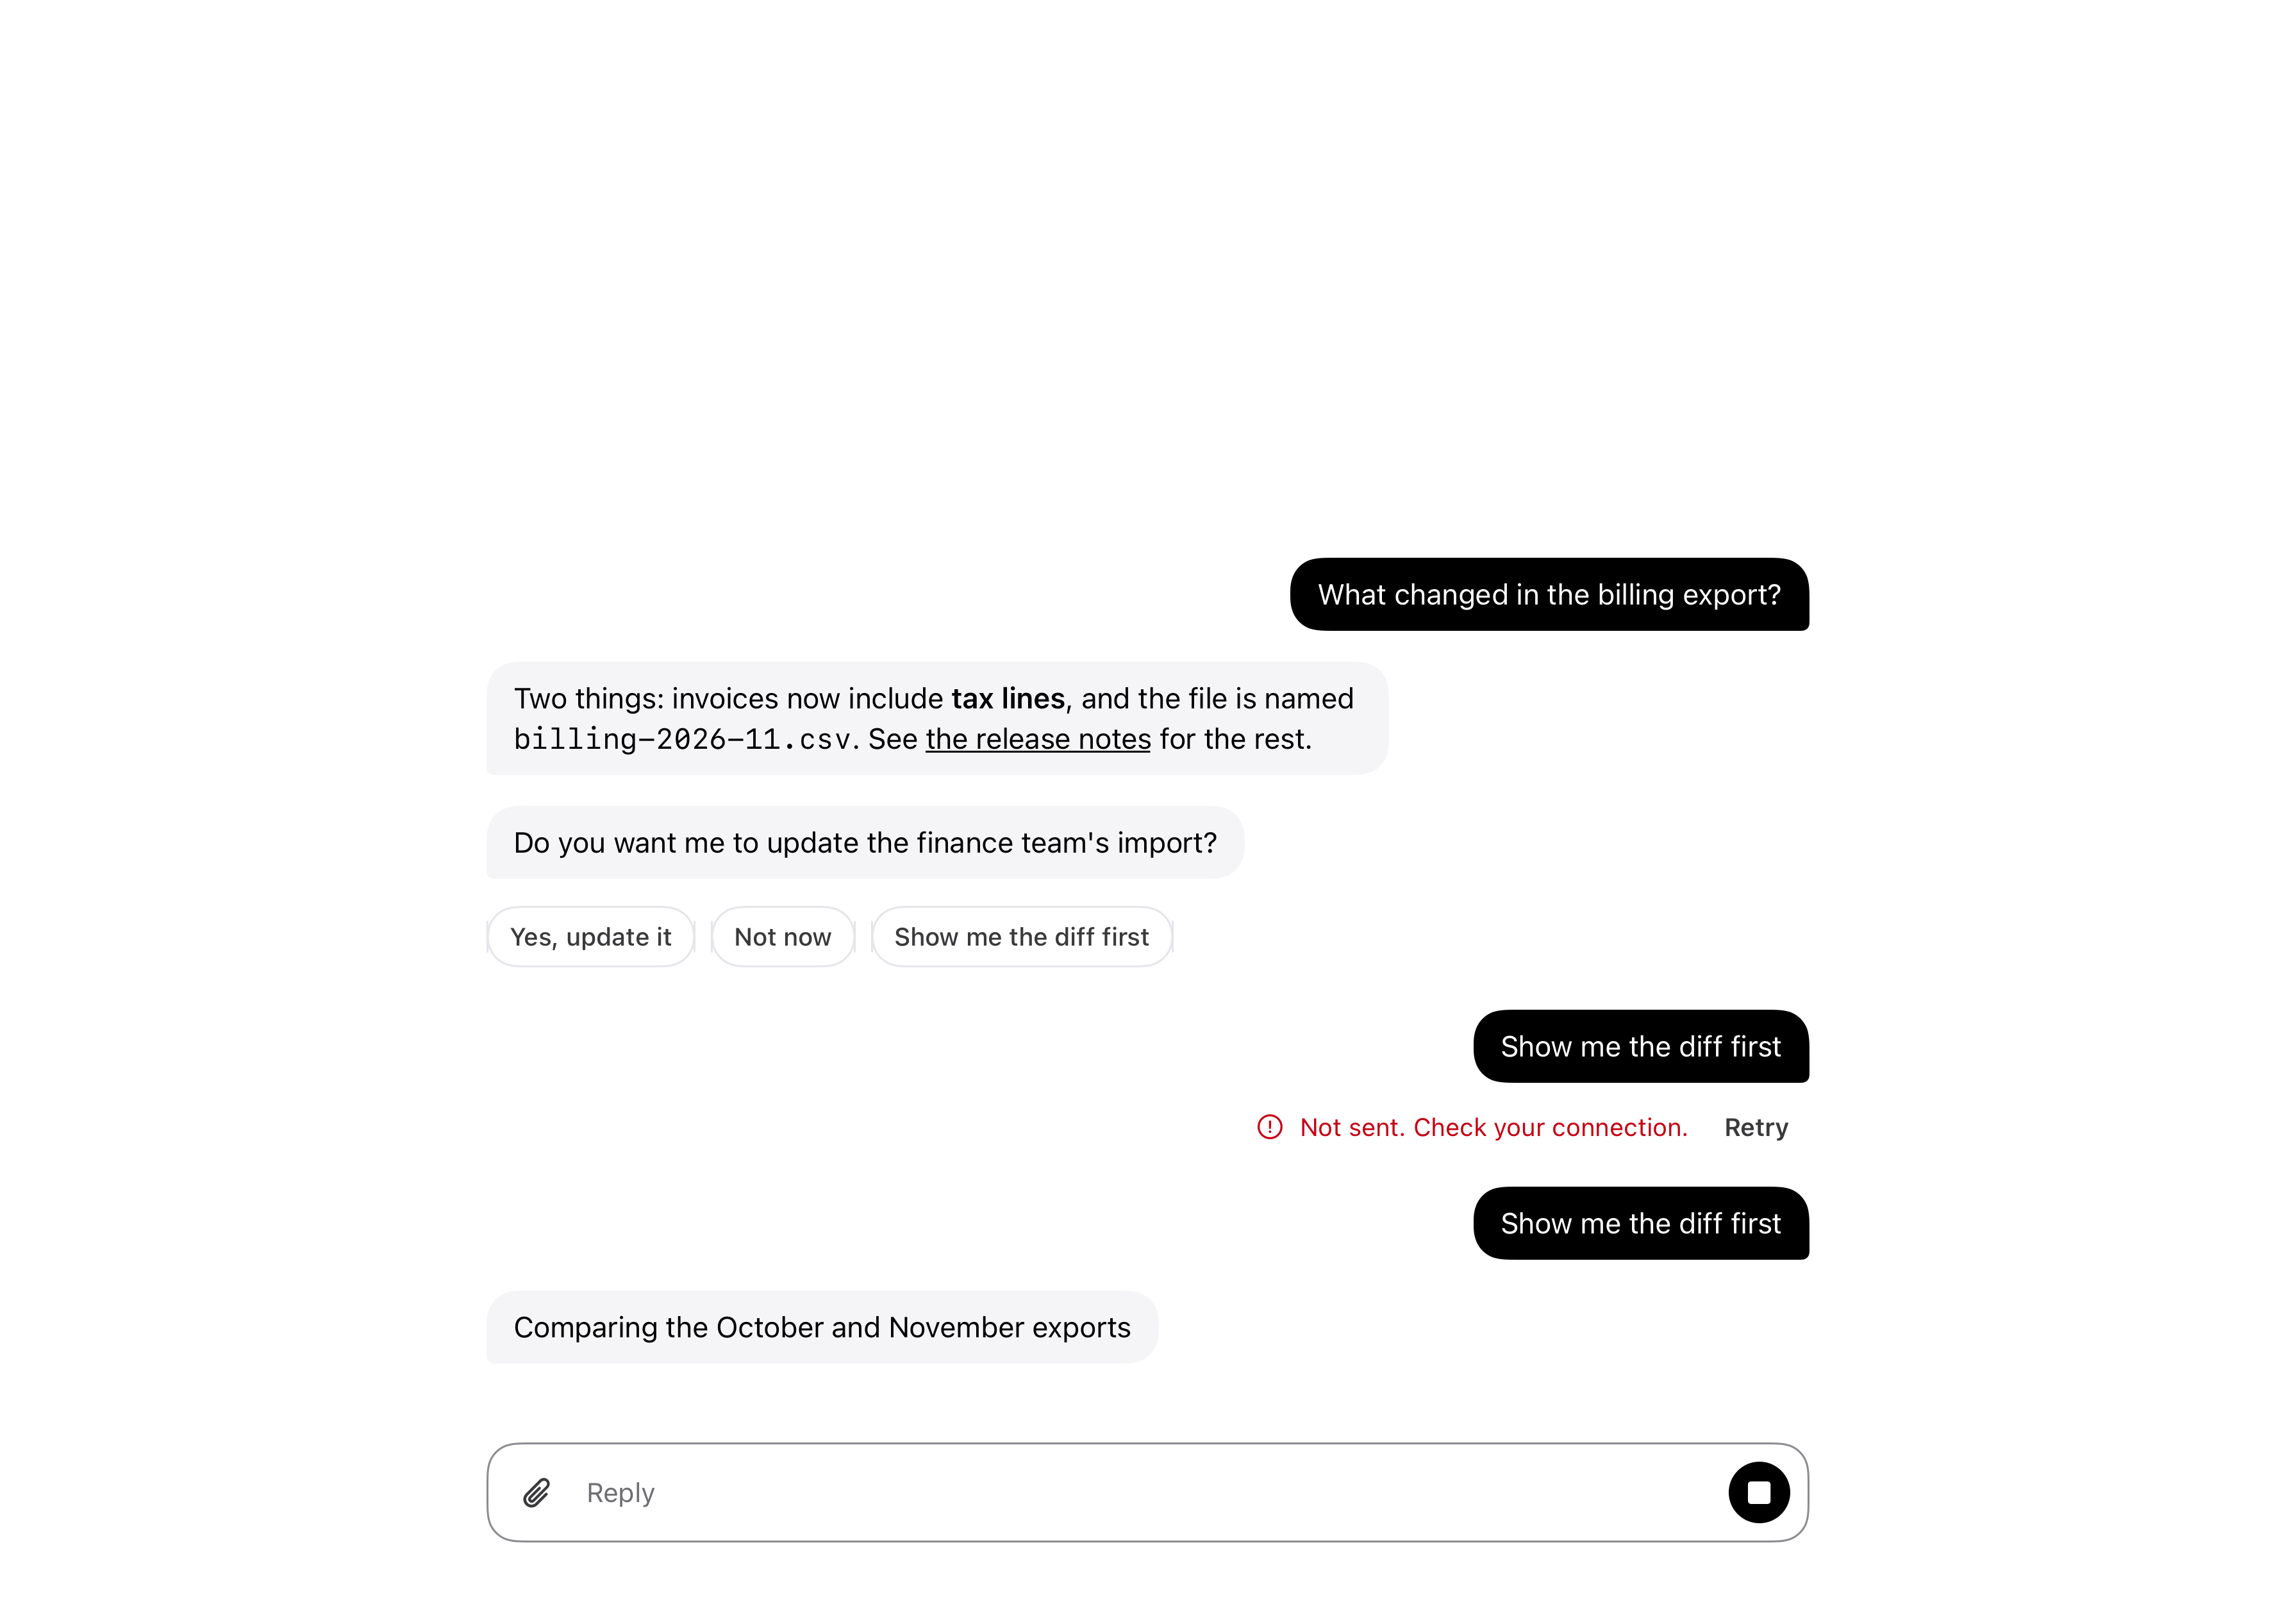 What changed in the billing export?
Two things: invoices now include tax lines, and the file is named
billing-2026-11.csv. See the release notes for the rest.
Do you want me to update the finance team's import?
Yes, update it
Not now
Show me the diff first
Show me the diff first
Not sent. Check your connection.
Retry
Show me the diff first
Comparing the October and November exports
Reply